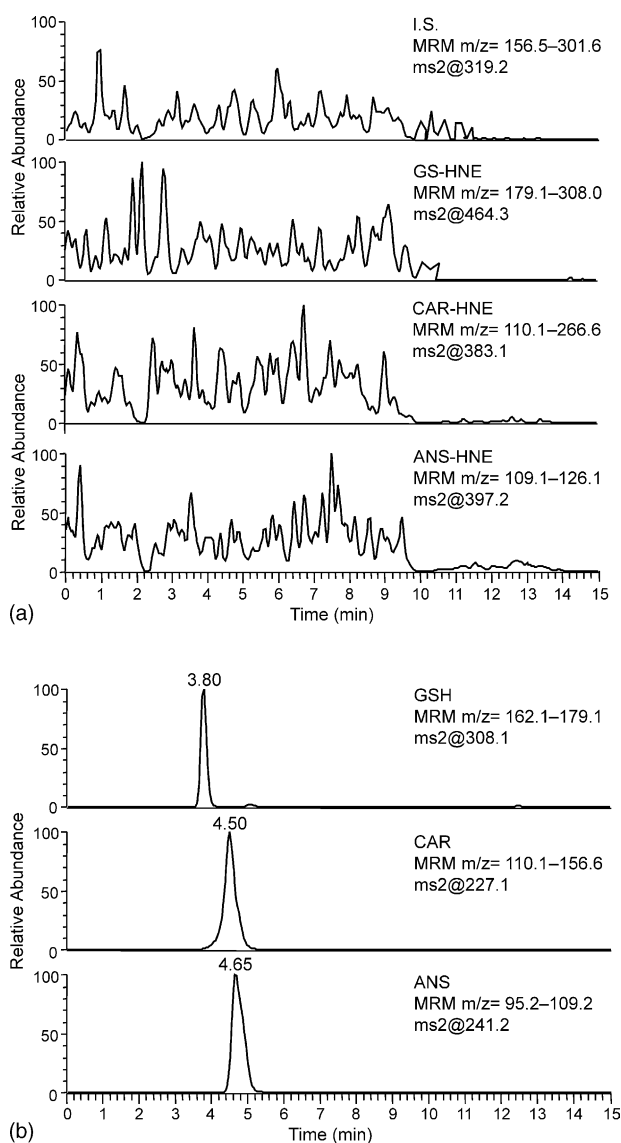 I.S.
MRM m/z= 156.5–301.6
ms2@319.2
100
50
0
GS-HNE
MRM m/z= 179.1–308.0
ms2@464.3
100
50
0
Relative Abundance
CAR-HNE
MRM m/z= 110.1–266.6
ms2@383.1
100
50
0
ANS-HNE
MRM m/z= 109.1–126.1
ms2@397.2
100
50
0
Relative Abundance
0 1 2 3 4 5 6 7 8 9 10 11 12 13 14 15
Time (min)
(a)
3.80
GSH
MRM m/z= 162.1–179.1
ms2@308.1
100
50
0
4.50
CAR
MRM m/z= 110.1–156.6
ms2@227.1
100
50
0
Relative Abundance
4.65
ANS
MRM m/z= 95.2–109.2
ms2@241.2
100
50
0
0 1 2 3 4 5 6 7 8 9 10 11 12 13 14 15
Time (min)
(b)